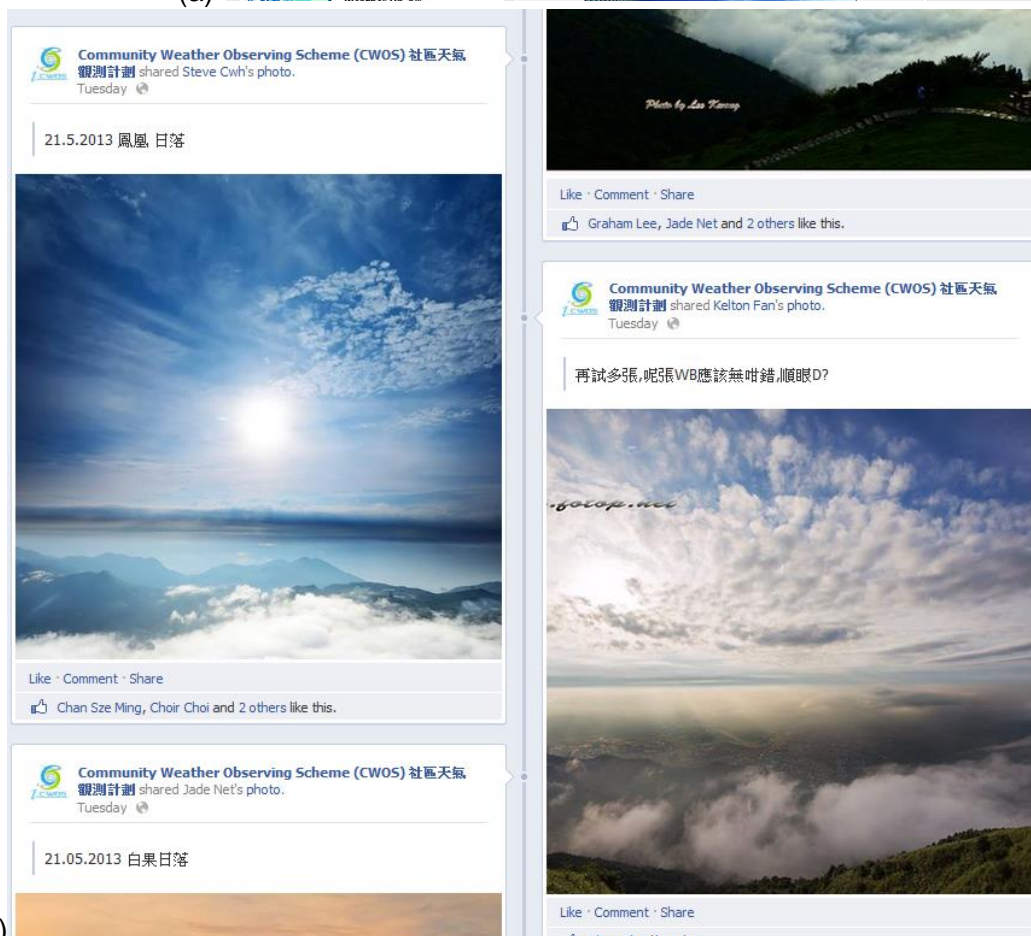 (a)
Community Weather Observing Scheme (CWOS) 社區天氣
觀測計劃 shared Steve Cwh's photo.
Tuesday
21.5.2013 鳳凰 日落
Like · Comment · Share
Chan Sze Ming, Choir Choi and 2 others like this.
Community Weather Observing Scheme (CWOS) 社區天氣
觀測計劃 shared Jade Net's photo.
Tuesday
21.05.2013 白果日落
Photo by Leo Kwong
Like · Comment · Share
Graham Lee, Jade Net and 2 others like this.
Community Weather Observing Scheme (CWOS) 社區天氣
觀測計劃 shared Kelton Fan's photo.
Tuesday
再試多張,呢張WB應該無咁錯,順眼D?
.fotop.net
Like · Comment · Share